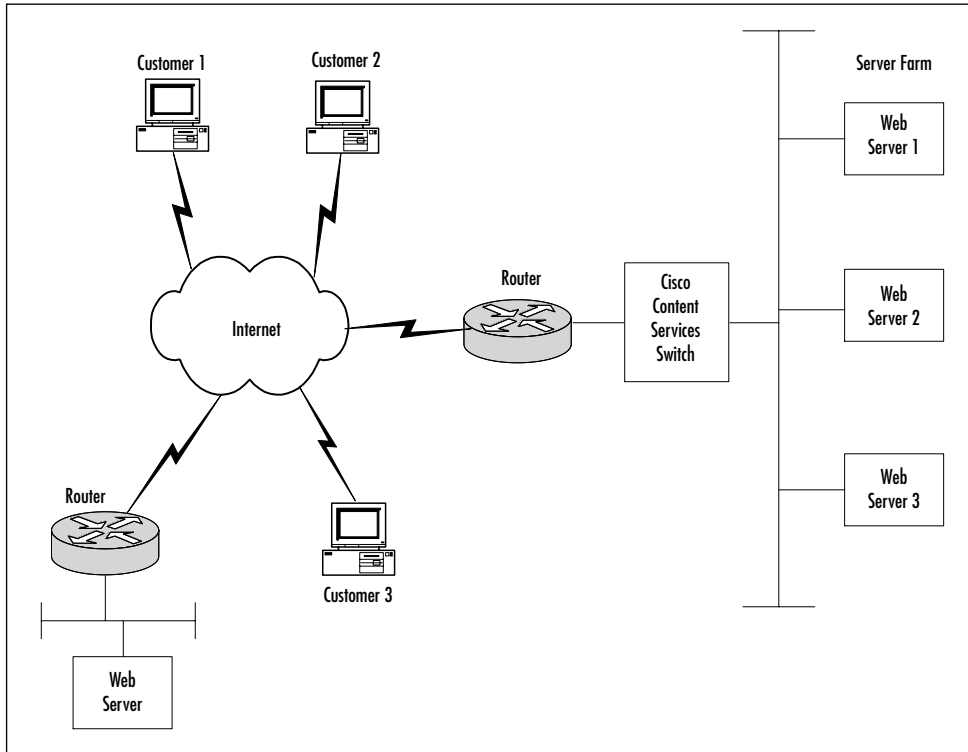 Customer 1
Customer 2
Server Farm
Web
Server 1
Router
Cisco
Content
Services
Switch
Web
Server 2
Internet
Web
Server 3
Router
Customer 3
Web
Server